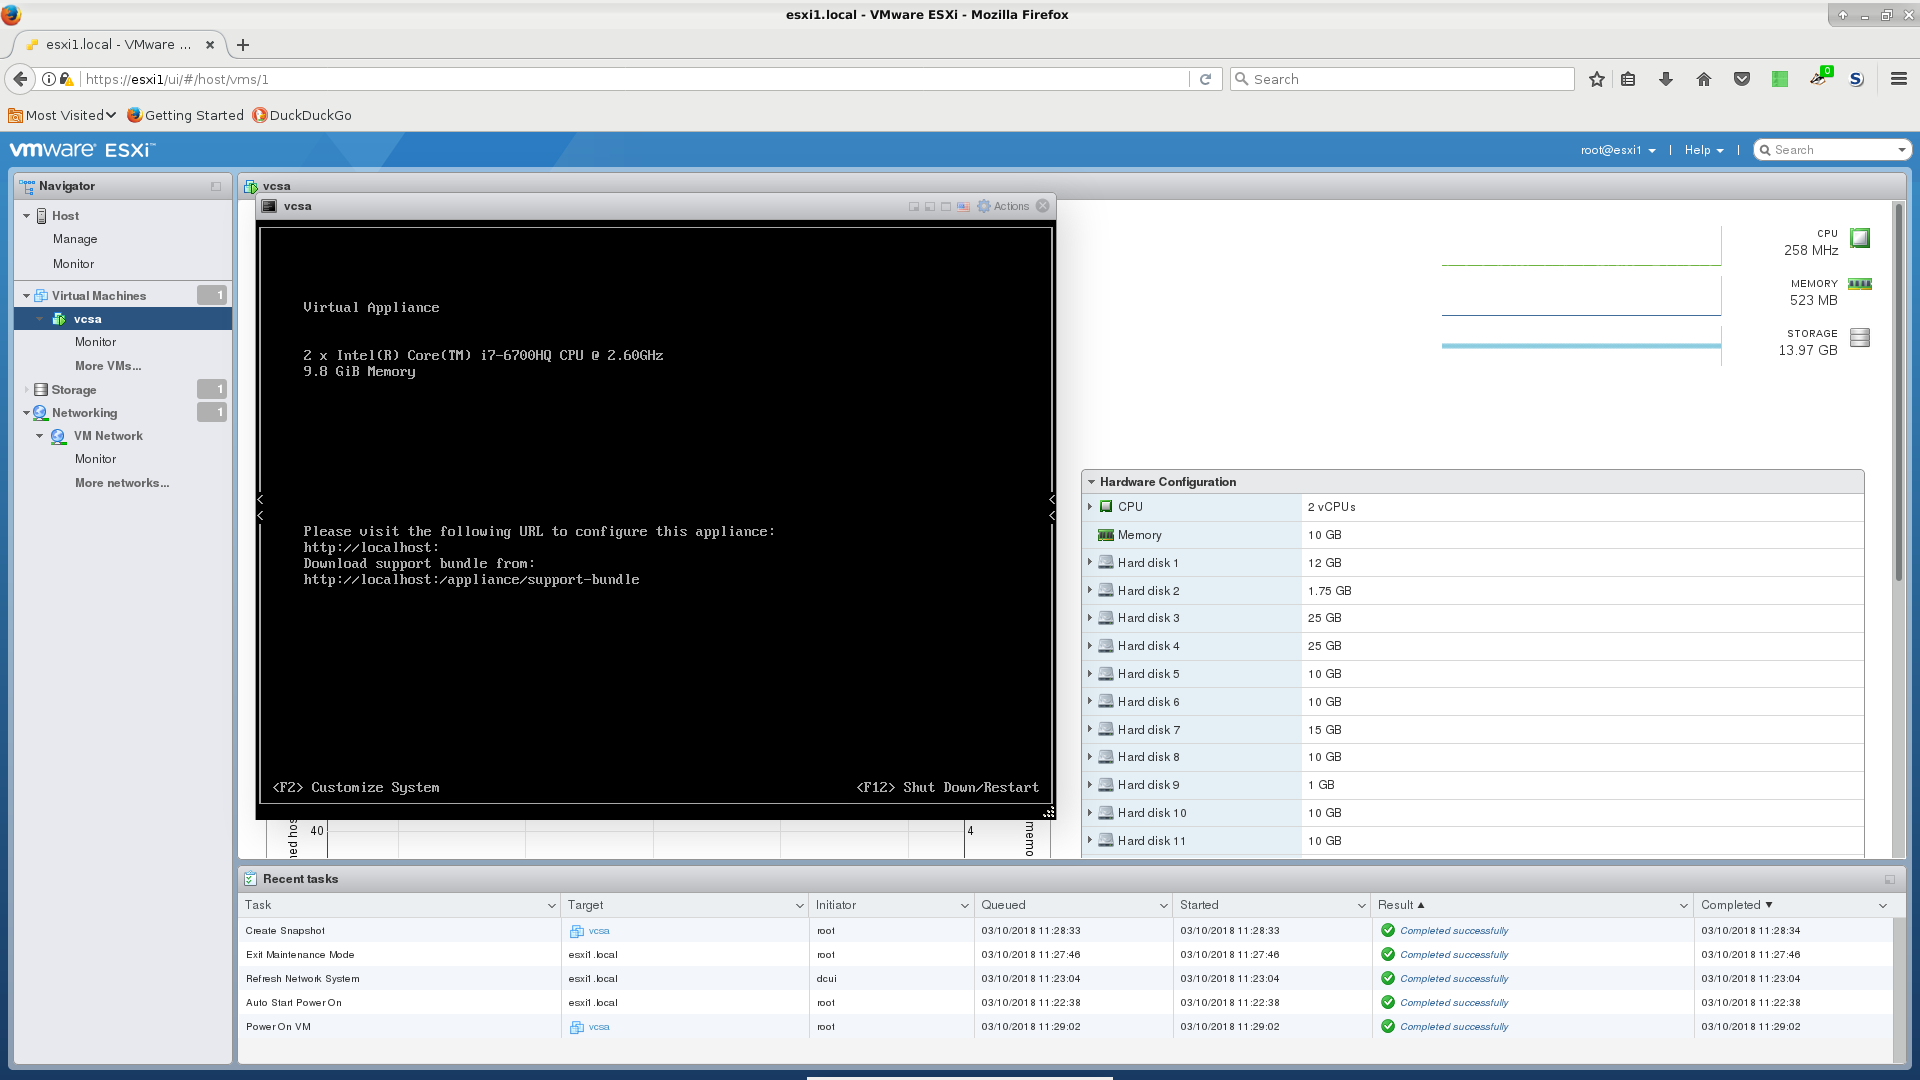 esxi1.local - VMware ESXi - Mozilla Firefox
esxi1.local - VMware ...
https://esxi1/ui/#/host/vms/1
Search
0
S
Most Visited
Getting Started
DuckDuckGo
vmware ESXi™
root@esxi1
|
Help
|
Search
Navigator
Host
Manage
Monitor
Virtual Machines
1
vcsa
Monitor
More VMs...
Storage
1
Networking
1
VM Network
Monitor
More networks...
vcsa
vcsa
Actions
Virtual Appliance
2 x Intel(R) Core(TM) i7-6700HQ CPU @ 2.60GHz
9.8 GiB Memory
Please visit the following URL to configure this appliance:
http://localhost:
Download support bundle from:
http://localhost:/appliance/support-bundle
<F2> Customize System
<F12> Shut Down/Restart
40
4
CPU
258 MHz
MEMORY
523 MB
STORAGE
13.97 GB
Hardware Configuration
CPU 2 vCPUs
Memory 10 GB
Hard disk 1 12 GB
Hard disk 2 1.75 GB
Hard disk 3 25 GB
Hard disk 4 25 GB
Hard disk 5 10 GB
Hard disk 6 10 GB
Hard disk 7 15 GB
Hard disk 8 10 GB
Hard disk 9 1 GB
Hard disk 10 10 GB
Hard disk 11 10 GB
Recent tasks
Task Target Initiator Queued Started Result Completed
Create Snapshot vcsa root 03/10/2018 11:28:33 03/10/2018 11:28:33 Completed successfully 03/10/2018 11:28:34
Exit Maintenance Mode esxi1.local root 03/10/2018 11:27:46 03/10/2018 11:27:46 Completed successfully 03/10/2018 11:27:46
Refresh Network System esxi1.local dcui 03/10/2018 11:23:04 03/10/2018 11:23:04 Completed successfully 03/10/2018 11:23:04
Auto Start Power On esxi1.local root 03/10/2018 11:22:38 03/10/2018 11:22:38 Completed successfully 03/10/2018 11:22:38
Power On VM vcsa root 03/10/2018 11:29:02 03/10/2018 11:29:02 Completed successfully 03/10/2018 11:29:02